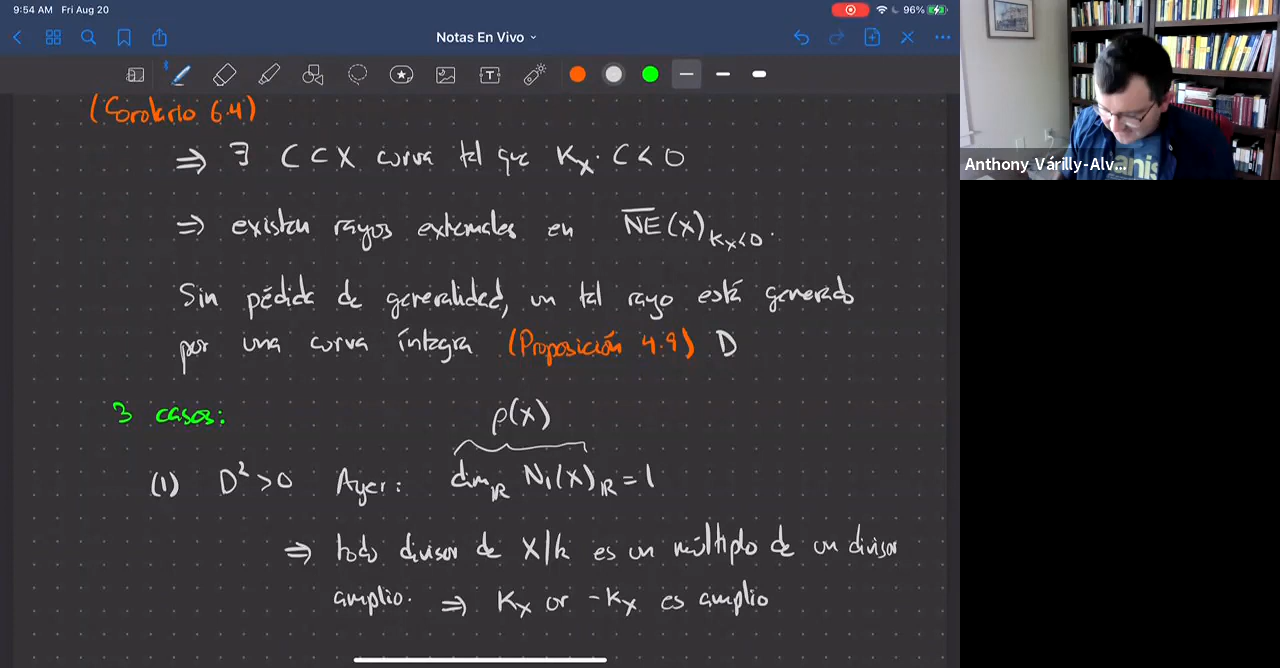 9:54 AM Fri Aug 20
96%
Notas En Vivo
(Corolario 6.4)
⇒ ∃ C ⊂ X curva tal que K_X · C < 0
⇒ existen rayos extremales en N̅E̅(X)_{K_X<0}.
Sin pédida de generalidad, un tal rayo está generado
por una curva íntegra (Proposición 4.9) D
3 casos:
ρ(X)
(1) D² > 0 Ayer: dim_ℝ N₁(X)_ℝ = 1
⇒ todo divisor de X/k es un múltiplo de un divisor
amplio. ⇒ K_X or -K_X es amplio
Anthony Várilly-Alv...